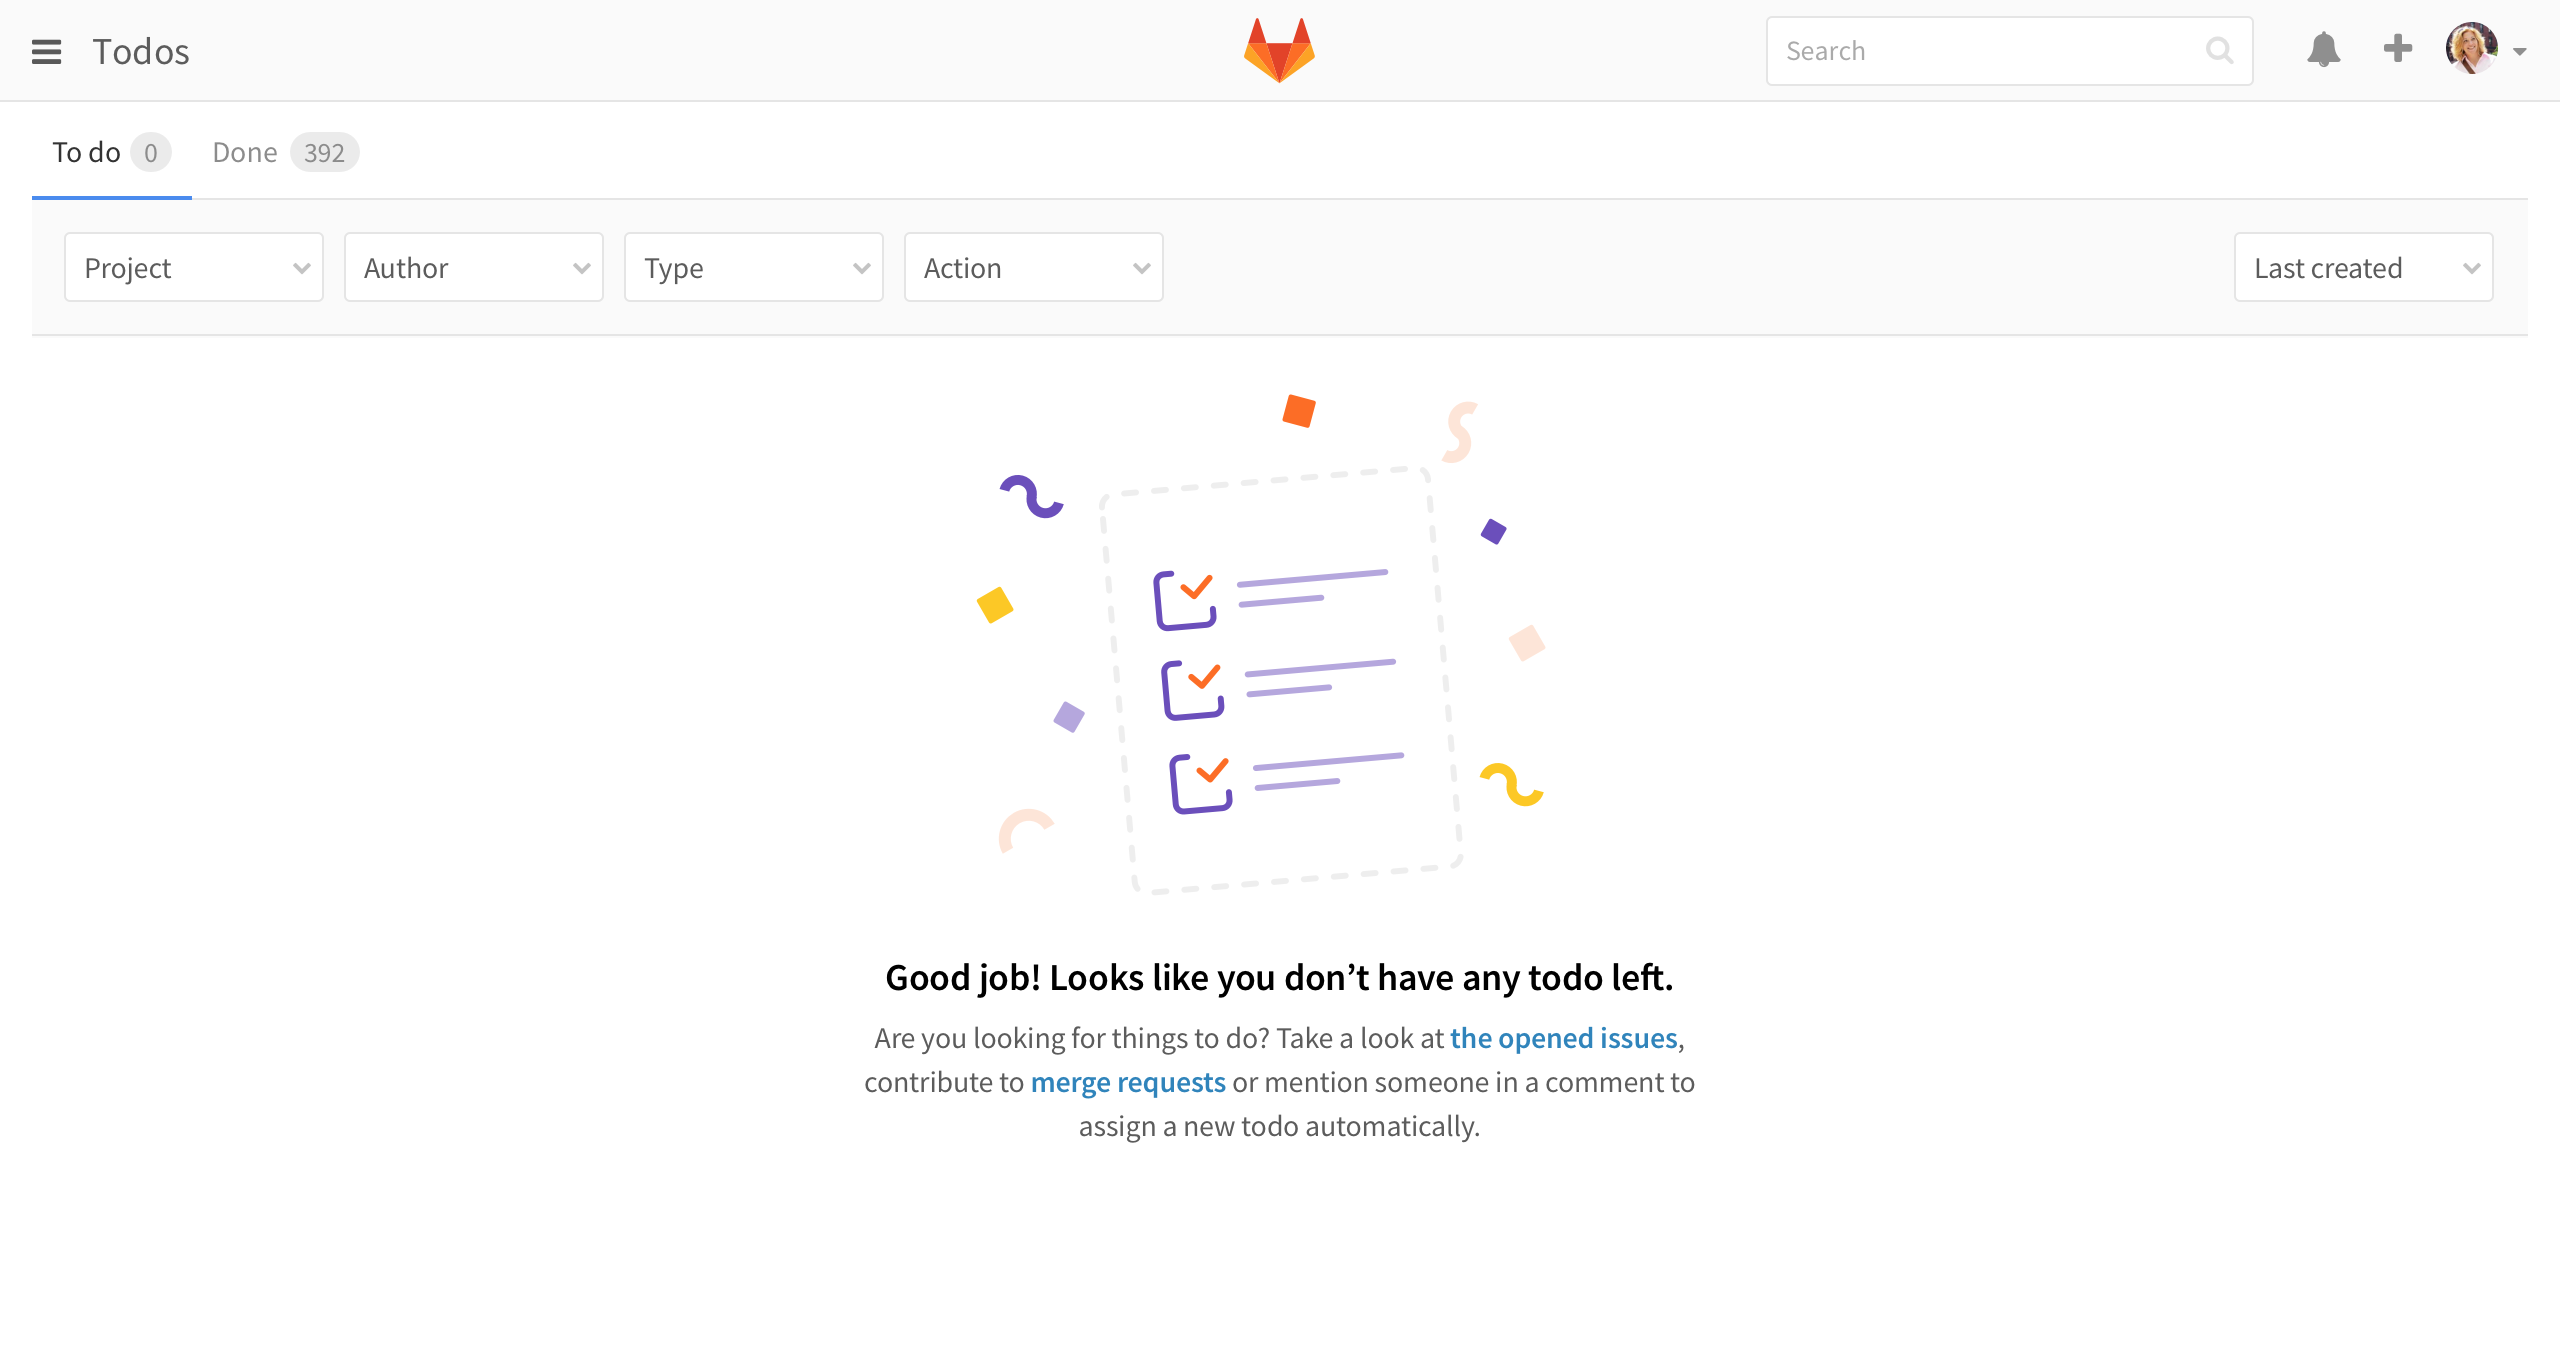 Todos
Search
To do 0 Done 392
Project Author Type Action Last created
Good job! Looks like you don’t have any todo left.
Are you looking for things to do? Take a look at the opened issues,
contribute to merge requests or mention someone in a comment to
assign a new todo automatically.